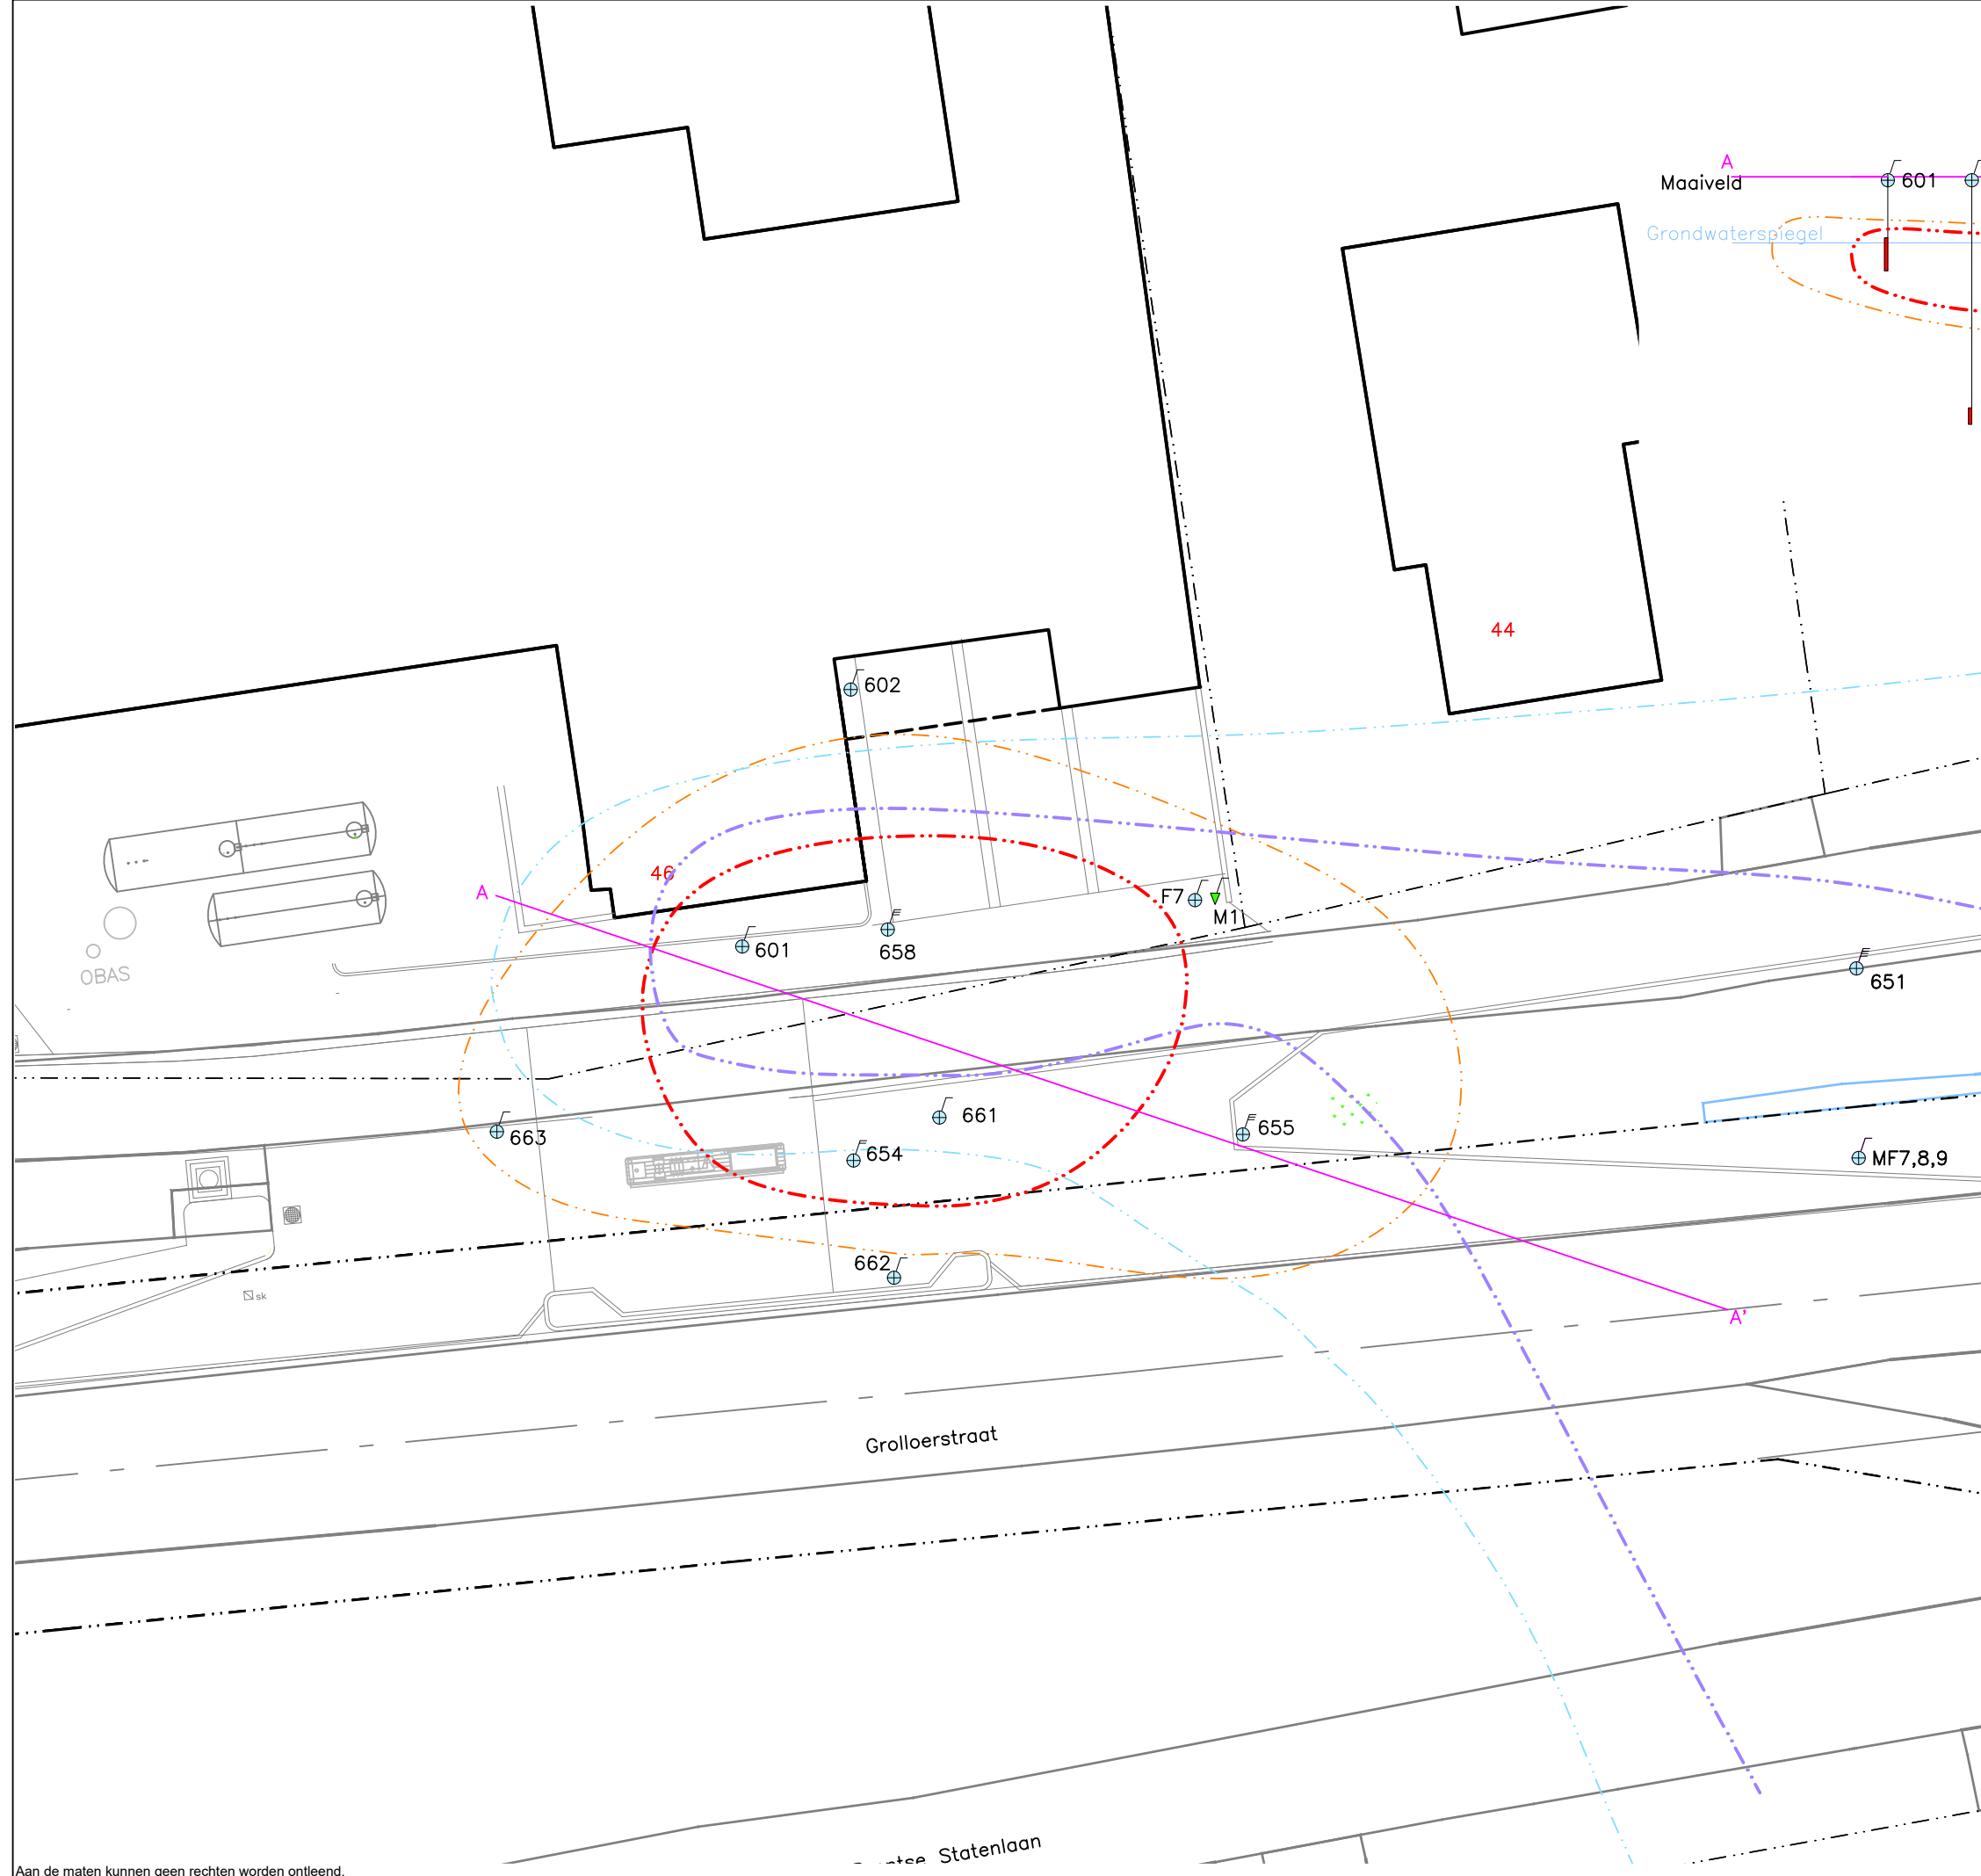 A
Maaiveld
601
Grondwaterspiegel
44
602
46
A
F7
M1
601
658
651
OBAS
661
663
655
654
MF7,8,9
662
sk
A'
Grolloerstraat
Statenlaan
Aan de maten kunnen geen rechten worden ontleend.